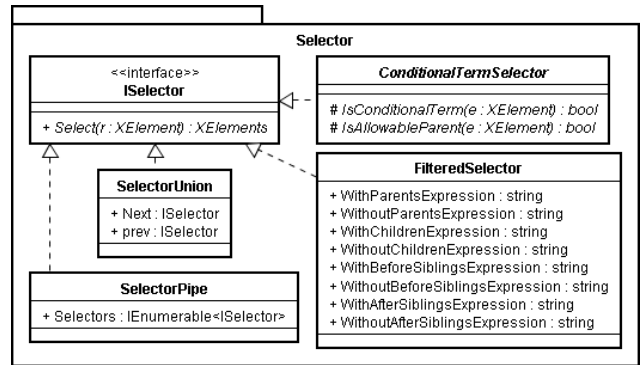 Selector
<<interface>>
ISelector
+ Select(r : XElement) : XElements
ConditionalTermSelector
# IsConditionalTerm(e : XElement) : bool
# IsAllowableParent(e : XElement) : bool
SelectorUnion
+ Next : ISelector
+ prev : ISelector
FilteredSelector
+ WithParentsExpression : string
+ WithoutParentsExpression : string
+ WithChildrenExpression : string
+ WithoutChildrenExpression : string
+ WithBeforeSiblingsExpression : string
+ WithoutBeforeSiblingsExpression : string
+ WithAfterSiblingsExpression : string
+ WithoutAfterSiblingsExpression : string
SelectorPipe
+ Selectors : IEnumerable<ISelector>